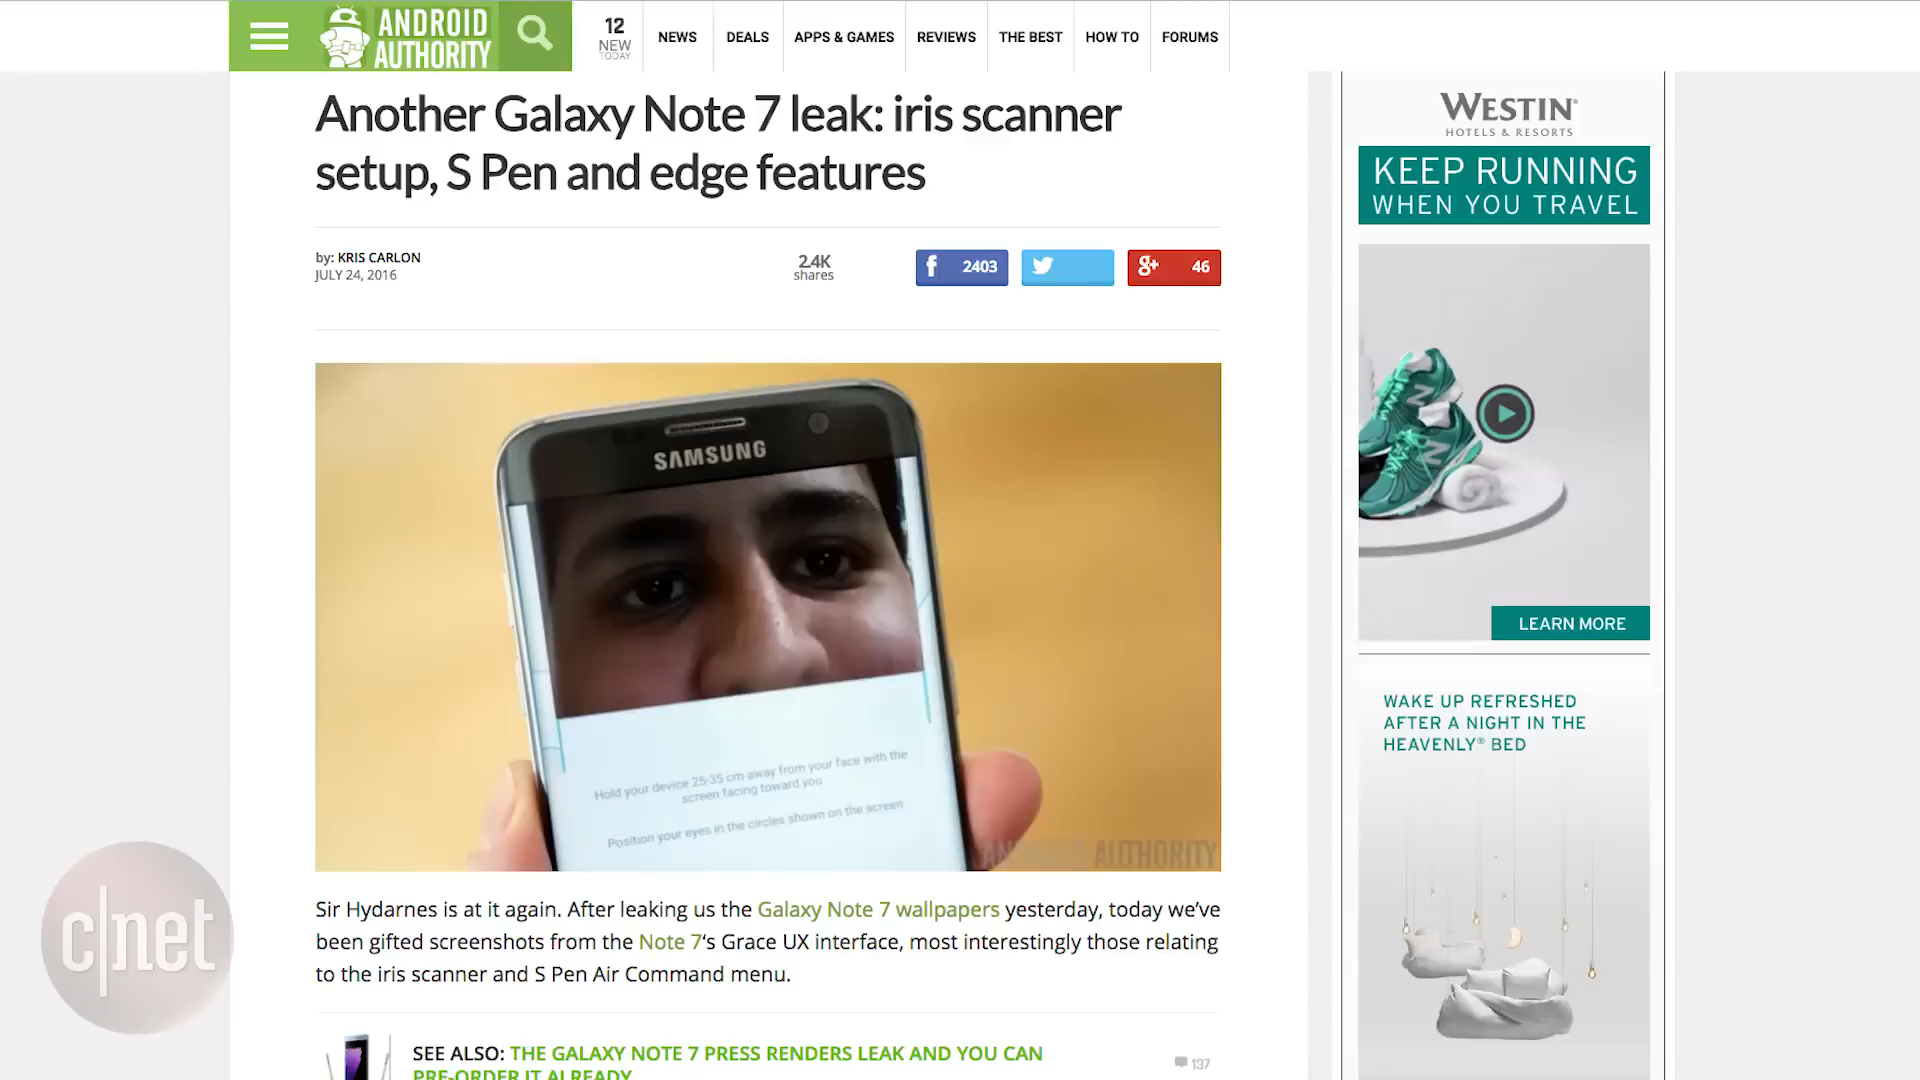 ANDROID
AUTHORITY
12
NEW
TODAY
NEWS
DEALS
APPS & GAMES
REVIEWS
THE BEST
HOW TO
FORUMS
Another Galaxy Note 7 leak: iris scanner
setup, S Pen and edge features
by: KRIS CARLON
JULY 24, 2016
2.4K
shares
2403
g+ 46
SAMSUNG
Hold your device 25-35 cm away from your face with the
screen facing toward you.
Position your eyes in the circles shown on the screen
ANDROID AUTHORITY
Sir Hydarnes is at it again. After leaking us the Galaxy Note 7 wallpapers yesterday, today we’ve
been gifted screenshots from the Note 7‘s Grace UX interface, most interestingly those relating
to the iris scanner and S Pen Air Command menu.
SEE ALSO: THE GALAXY NOTE 7 PRESS RENDERS LEAK AND YOU CAN
PRE-ORDER IT ALREADY
137
WESTIN®
HOTELS & RESORTS
KEEP RUNNING
WHEN YOU TRAVEL
LEARN MORE
WAKE UP REFRESHED
AFTER A NIGHT IN THE
HEAVENLY® BED
c|net